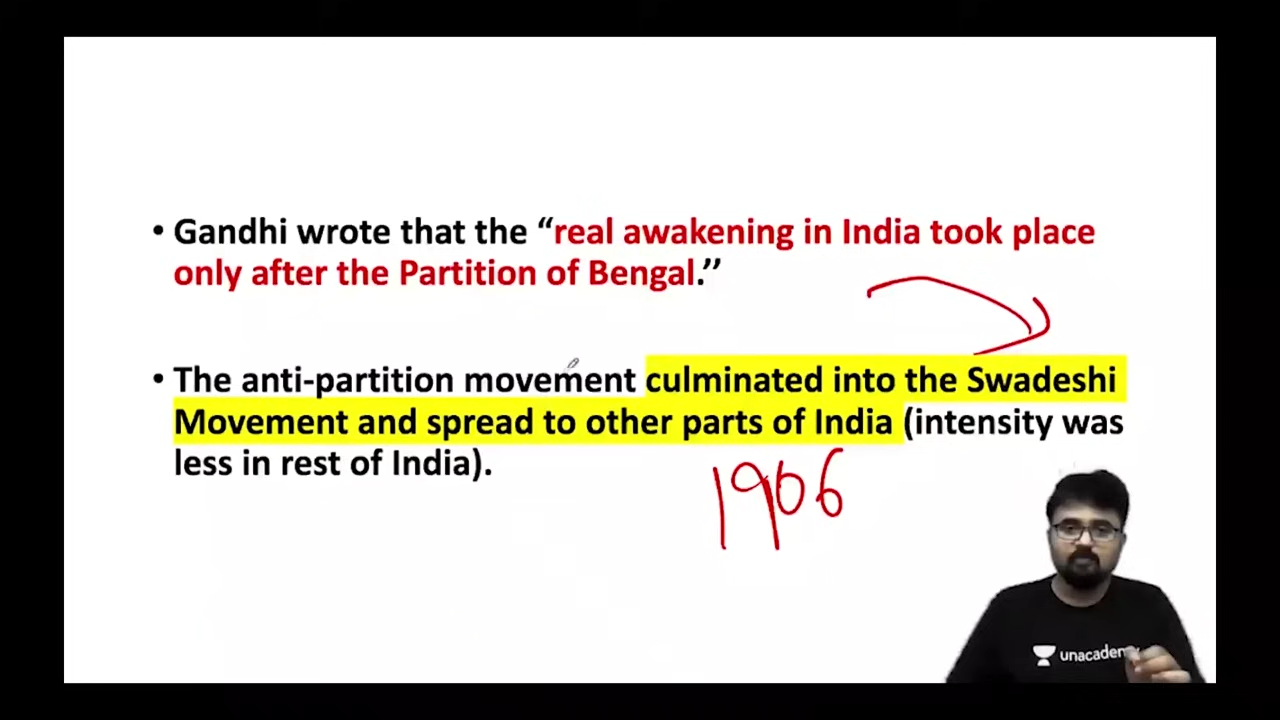 • Gandhi wrote that the “real awakening in India took place
only after the Partition of Bengal.”
• The anti-partition movement culminated into the Swadeshi
Movement and spread to other parts of India (intensity was
less in rest of India).
1906
unacademy